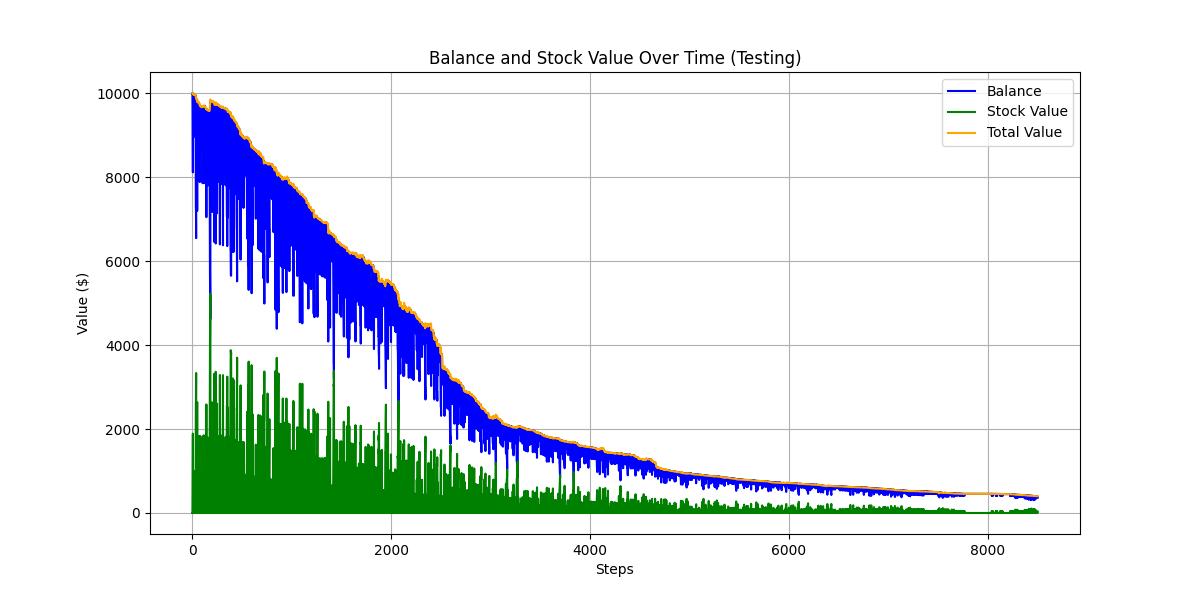 Balance and Stock Value Over Time (Testing)
Balance
Stock Value
Total Value
Value ($)
10000
8000
6000
4000
2000
0
0 2000 4000 6000 8000
Steps